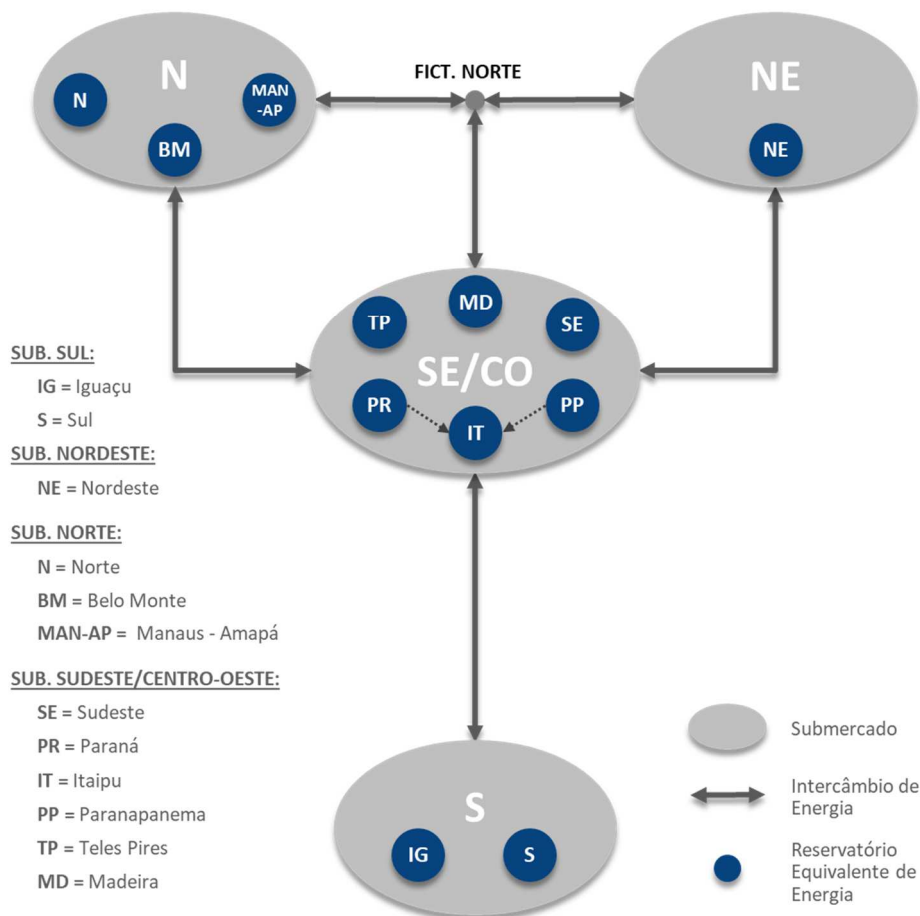 N
N
MAN
-AP
BM
FICT. NORTE
NE
NE
MD
TP
SE
SE/CO
PR
PP
IT
SUB. SUL:
IG = Iguaçu
S = Sul
SUB. NORDESTE:
NE = Nordeste
SUB. NORTE:
N = Norte
BM = Belo Monte
MAN-AP = Manaus - Amapá
SUB. SUDESTE/CENTRO-OESTE:
SE = Sudeste
PR = Paraná
IT = Itaipu
PP = Paranapanema
TP = Teles Pires
MD = Madeira
S
IG
S
Submercado
Intercâmbio de
Energia
Reservatório
Equivalente de
Energia